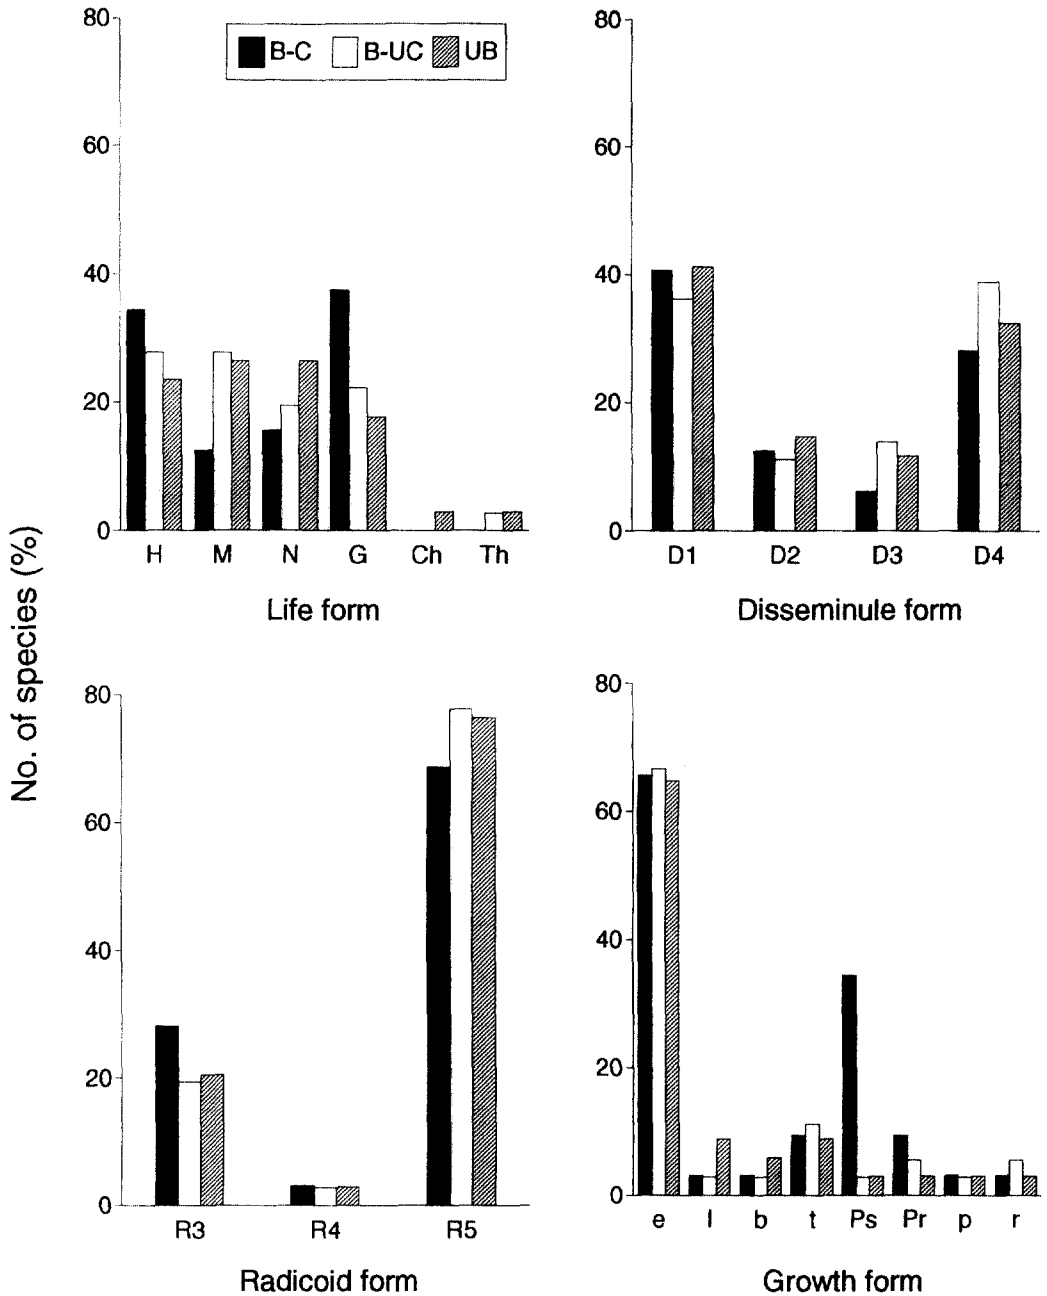 No. of species (%)
80
60
40
20
0
B-C B-UC UB
H M N G Ch Th
Life form
80
60
40
20
0
D1 D2 D3 D4
Disseminule form
80
60
40
20
0
R3 R4 R5
Radicoid form
80
60
40
20
0
e l b t Ps Pr p r
Growth form